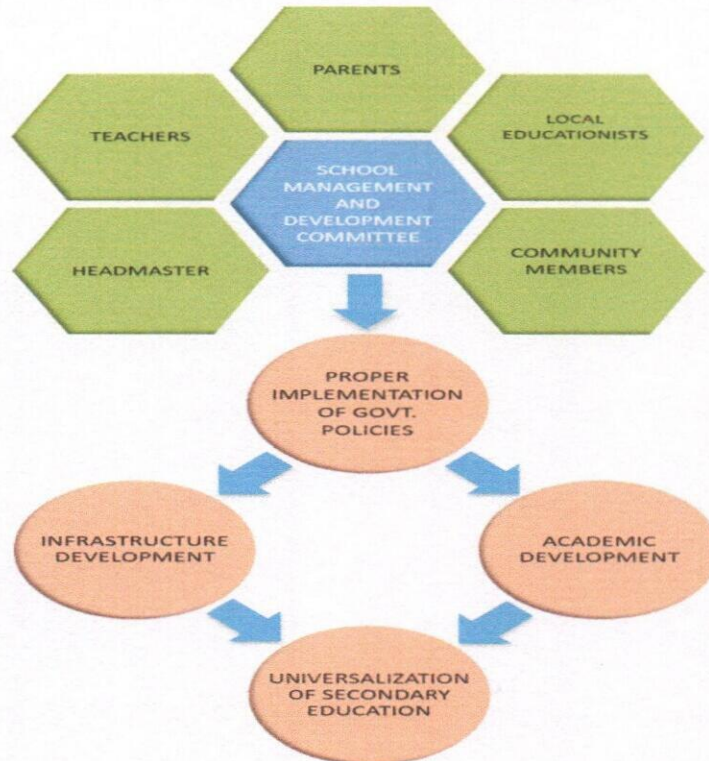 PARENTS
TEACHERS
LOCAL
EDUCATIONISTS
SCHOOL
MANAGEMENT
AND
DEVELOPMENT
COMMITTEE
HEADMASTER
COMMUNITY
MEMBERS
PROPER
IMPLEMENTATION
OF GOVT.
POLICIES
INFRASTRUCTURE
DEVELOPMENT
ACADEMIC
DEVELOPMENT
UNIVERSALIZATION
OF SECONDARY
EDUCATION